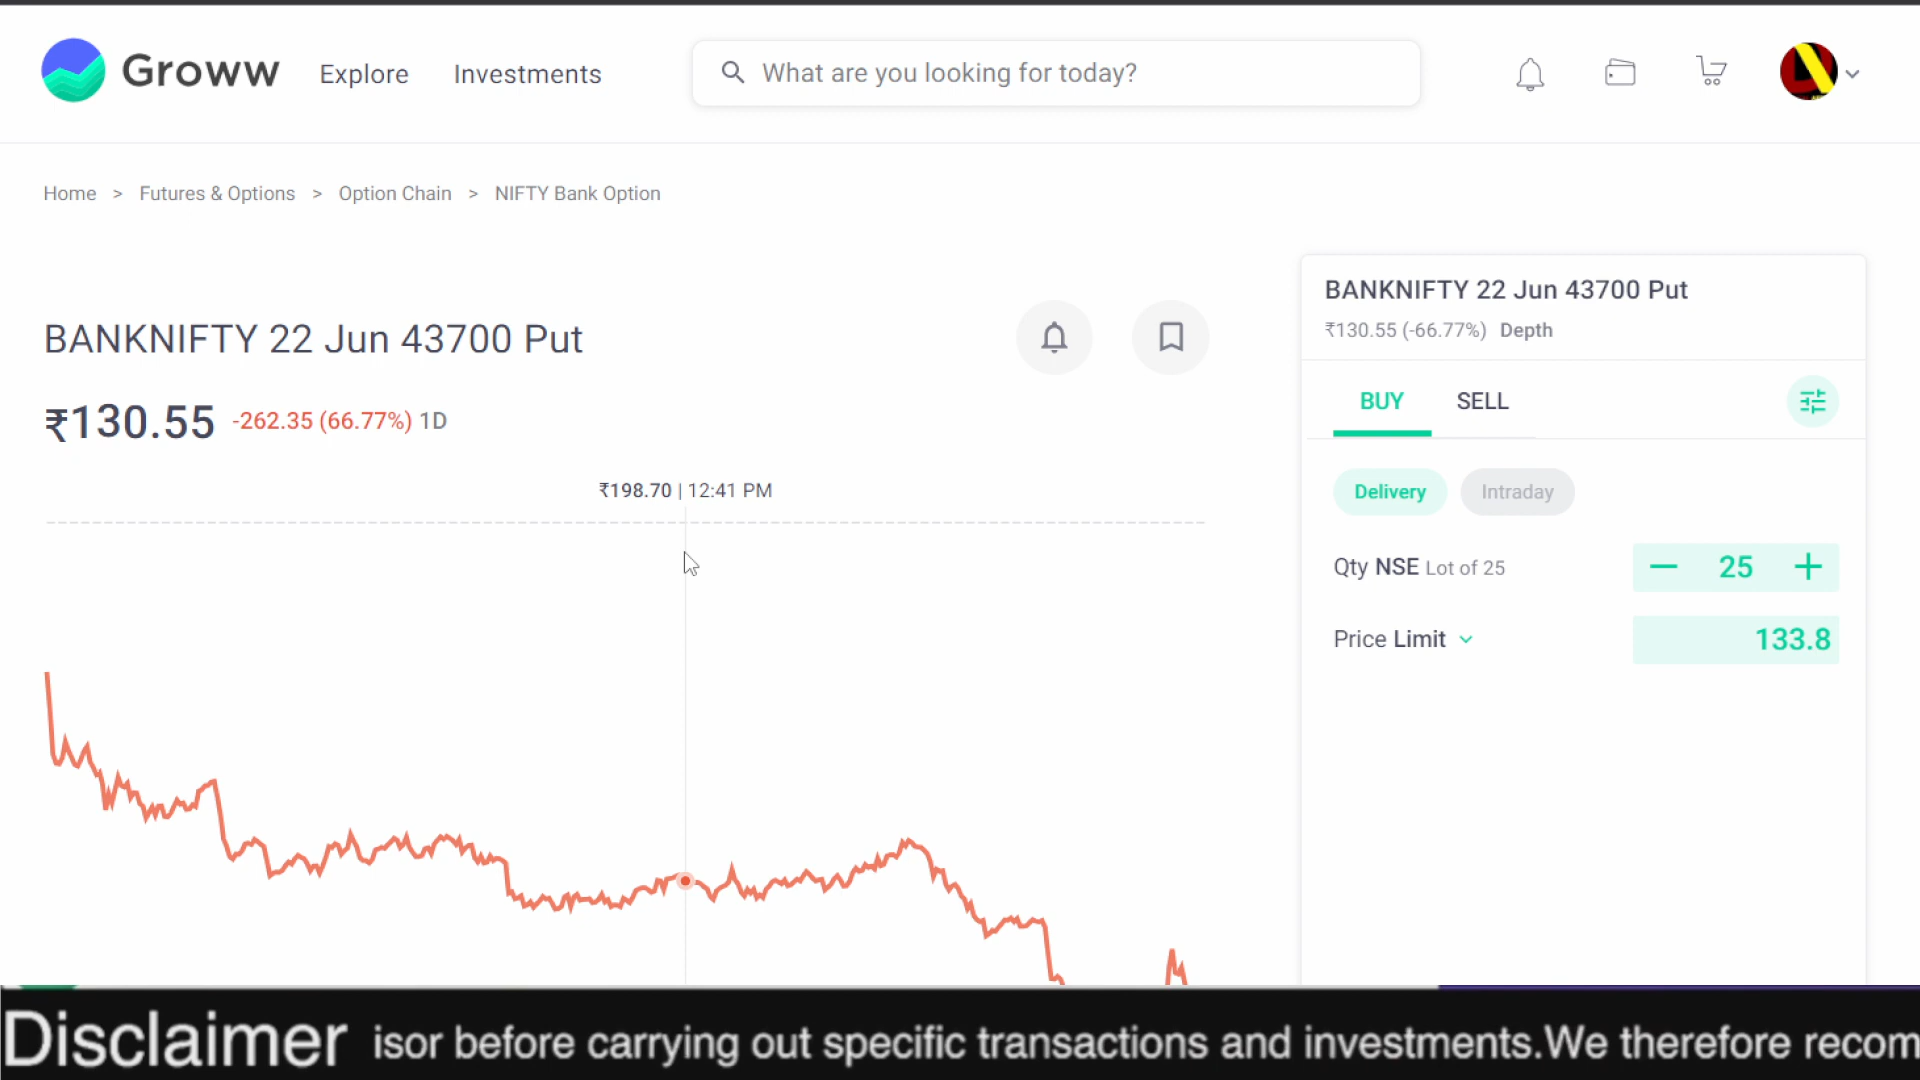 Groww Explore Investments What are you looking for today?
Home > Futures & Options > Option Chain > NIFTY Bank Option
BANKNIFTY 22 Jun 43700 Put
₹130.55 -262.35 (66.77%) 1D
₹198.70 | 12:41 PM
BANKNIFTY 22 Jun 43700 Put
₹130.55 (-66.77%) Depth
BUY SELL
Delivery Intraday
Qty NSE Lot of 25 − 25 +
Price Limit 133.8
Disclaimer isor before carrying out specific transactions and investments.We therefore recom